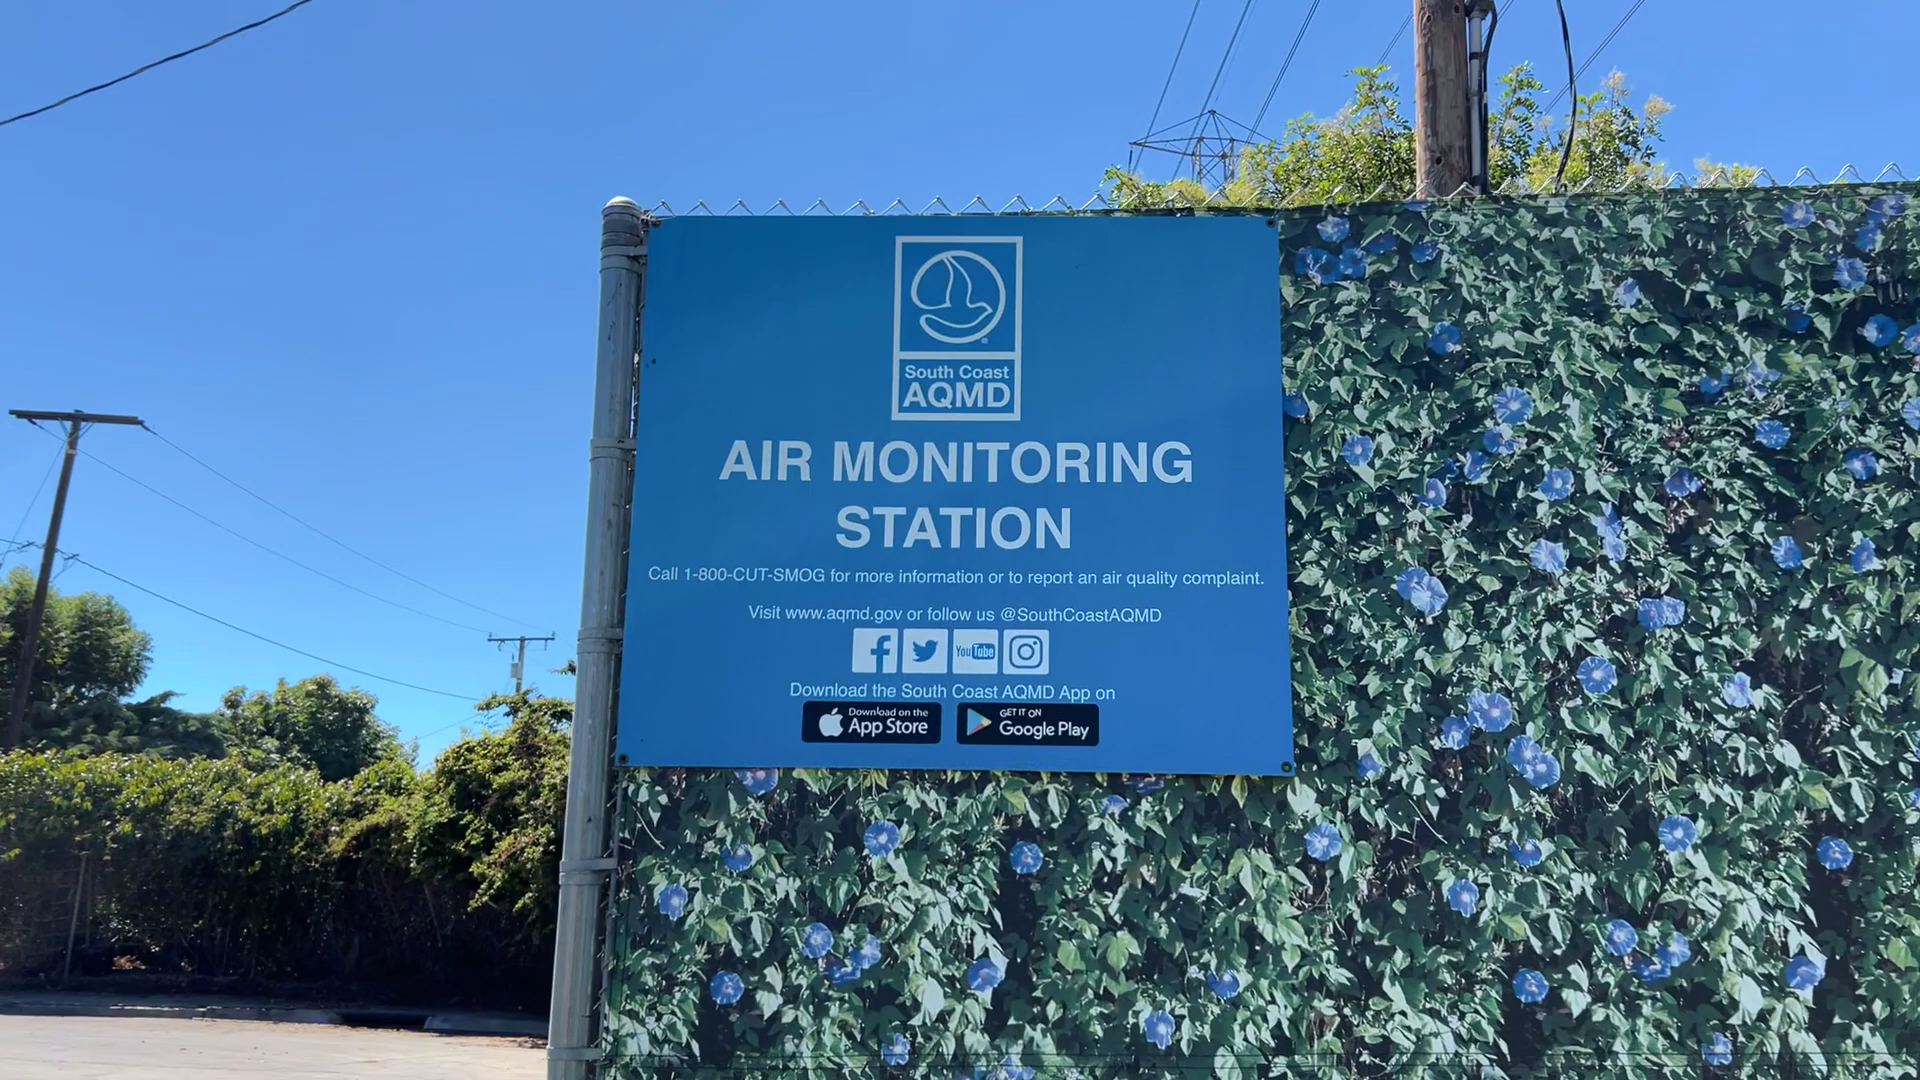 South Coast
AQMD
AIR MONITORING
STATION
Call 1-800-CUT-SMOG for more information or to report an air quality complaint.
Visit www.aqmd.gov or follow us @SouthCoastAQMD
YouTube
Download the South Coast AQMD App on
Download on the
App Store
GET IT ON
Google Play